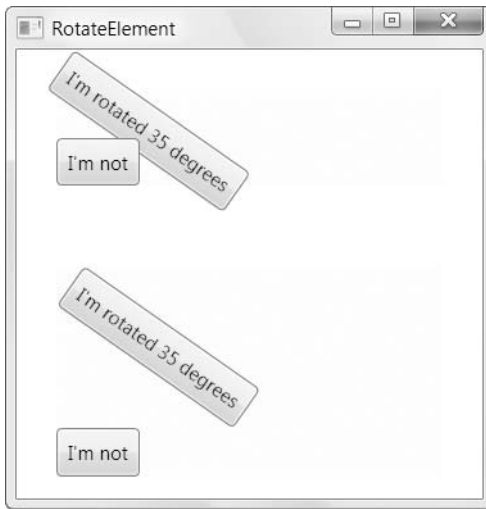 RotateElement
I'm rotated 35 degrees
I'm not
I'm rotated 35 degrees
I'm not